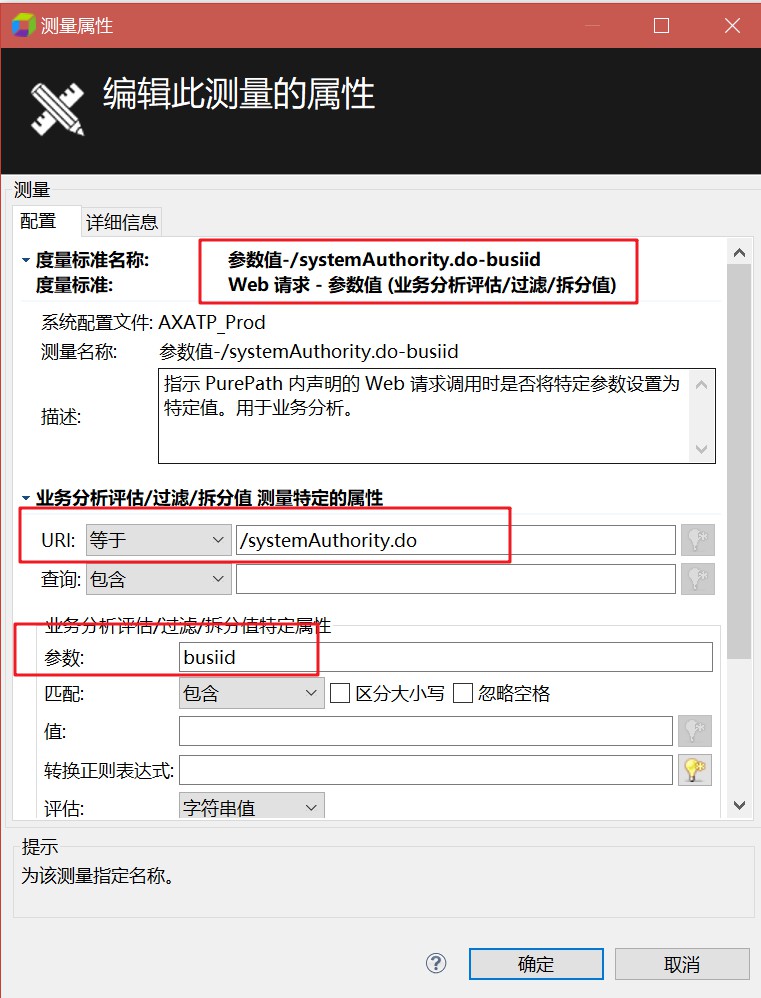 测量属性
编辑此测量的属性
测量
配置 详细信息
度量标准名称: 参数值-/systemAuthority.do-busiid
度量标准: Web 请求 - 参数值 (业务分析评估/过滤/拆分值)
系统配置文件: AXATP_Prod
测量名称: 参数值-/systemAuthority.do-busiid
描述: 指示 PurePath 内声明的 Web 请求调用时是否将特定参数设置为
特定值。用于业务分析。
业务分析评估/过滤/拆分值 测量特定的属性
URI: 等于 /systemAuthority.do
查询: 包含
业务分析评估/过滤/拆分值特定属性
参数: busiid
匹配: 包含 区分大小写 忽略空格
值:
转换正则表达式:
评估: 字符串值
提示
为该测量指定名称。
? 确定 取消